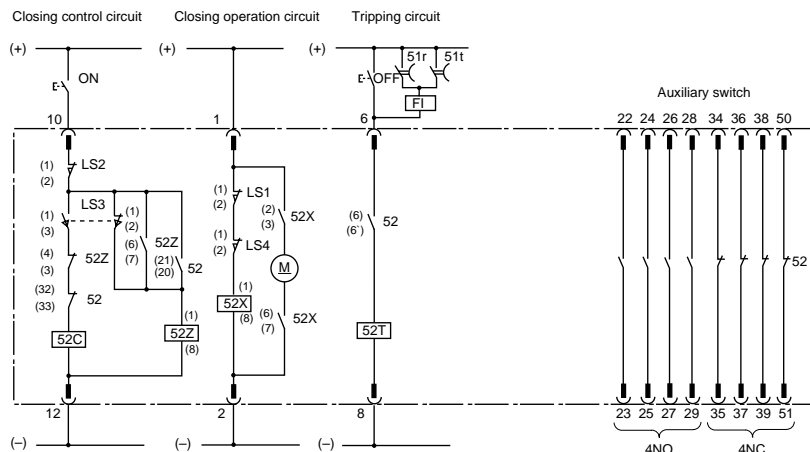 Closing control circuit
Closing operation circuit
Tripping circuit
(+)
(+)
(+)
51r
51t
ON
OFF
FI
Auxiliary switch
10
1
6
22
24
26
28
34
36
38
50
(1)
(2)
LS2
LS3
(1)
(3)
(1)
(2)
(6)
(7)
52Z
(21)
(20)
52
(4)
(3)
52Z
(32)
(33)
52
52C
52Z
(1)
(8)
(1)
(2)
LS1
(1)
(2)
LS4
(2)
(3)
52X
M
52X
(1)
(8)
(6)
(7)
52X
(6)
(6`)
52
52T
52
12
2
8
23
25
27
29
35
37
39
51
(–)
(–)
(–)
4NO
4NC